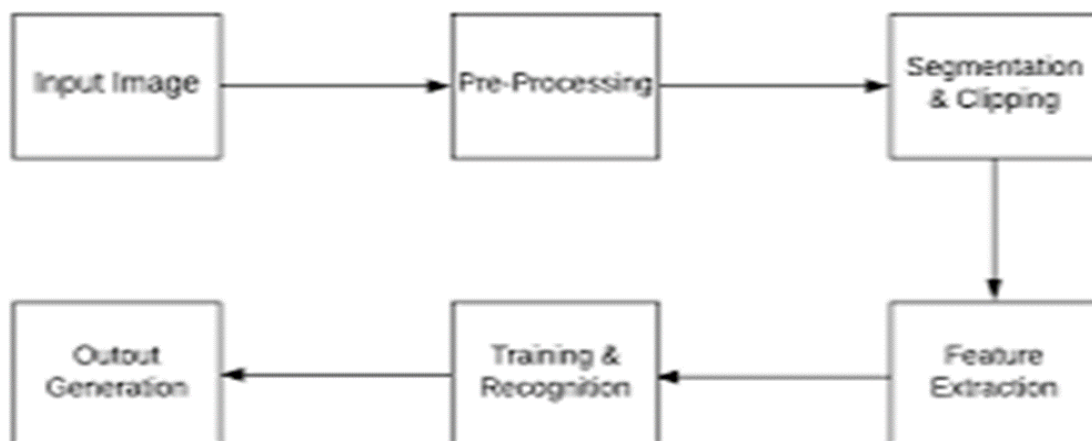 Input Image
Pre-Processing
Segmentation
& Clipping
Feature
Extraction
Training &
Recognition
Outout
Generation